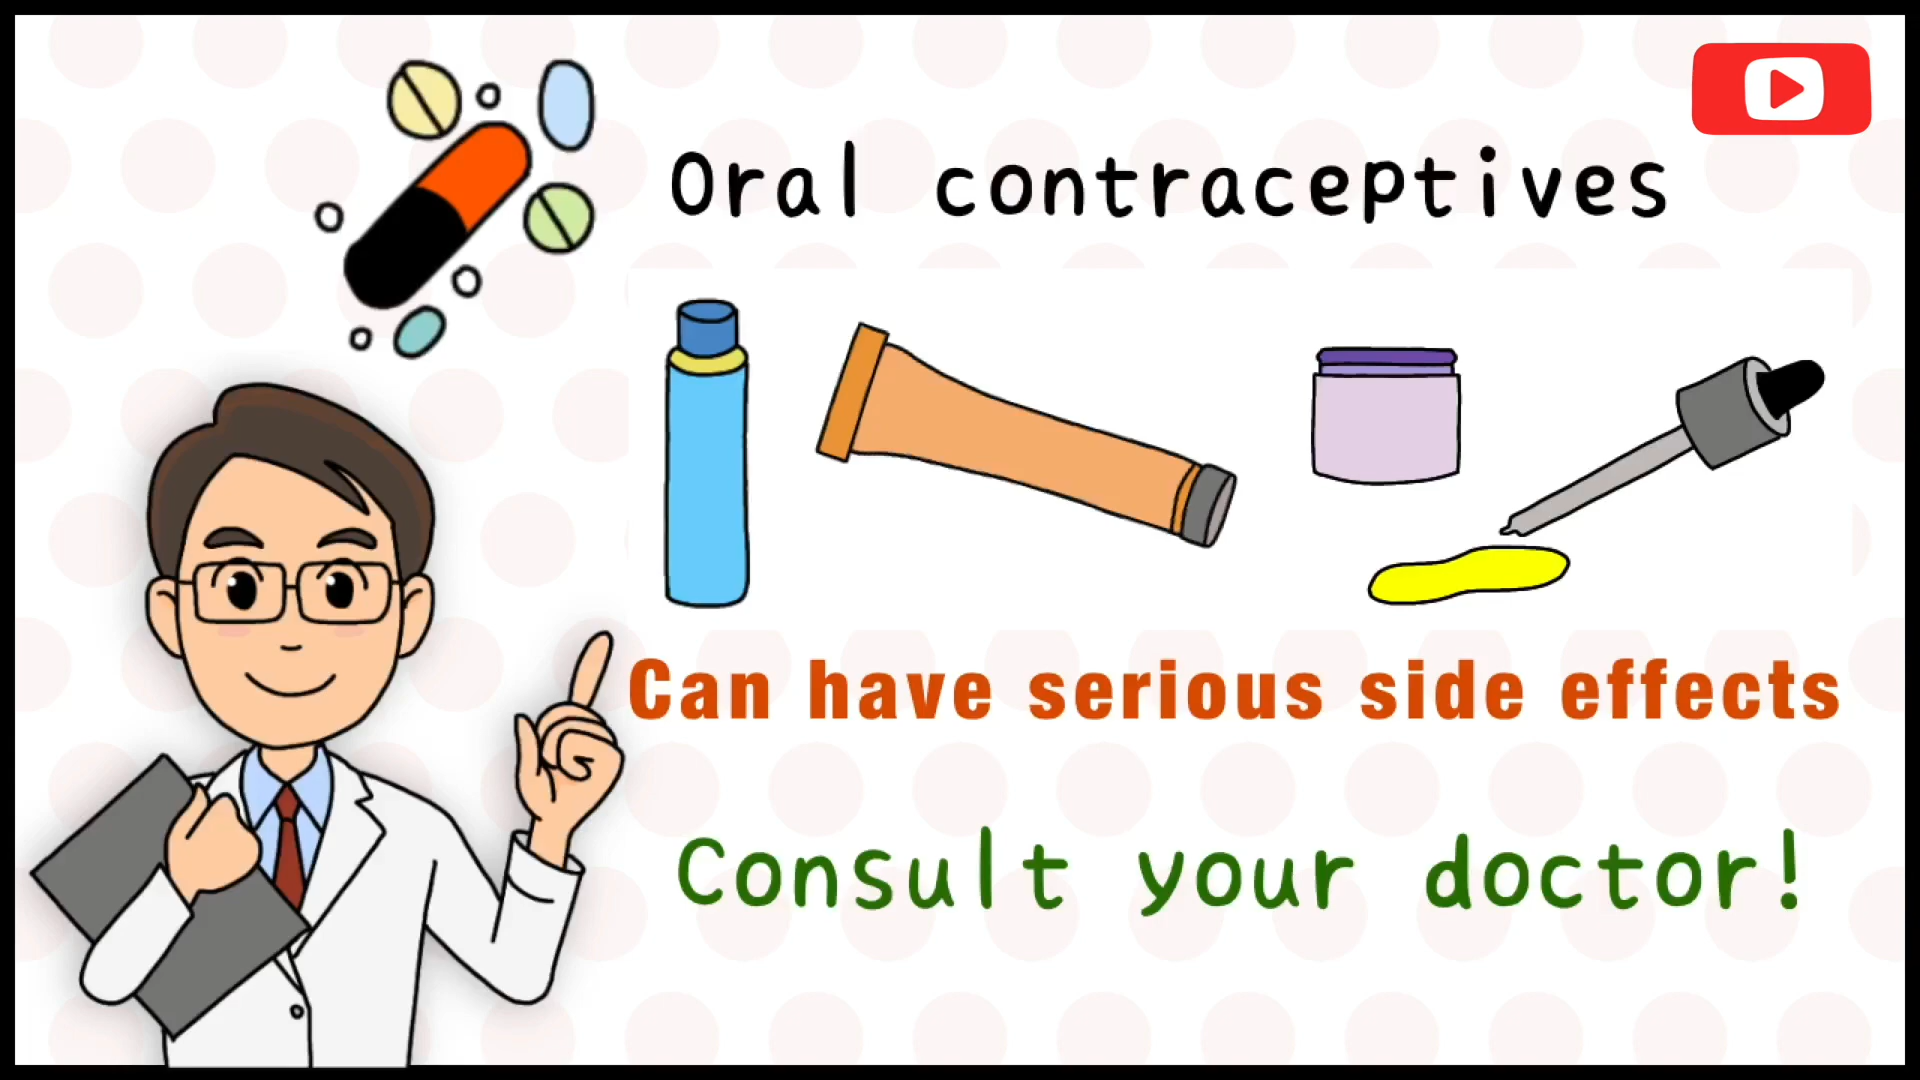 Oral contraceptives
Can have serious side effects
Consult your doctor!